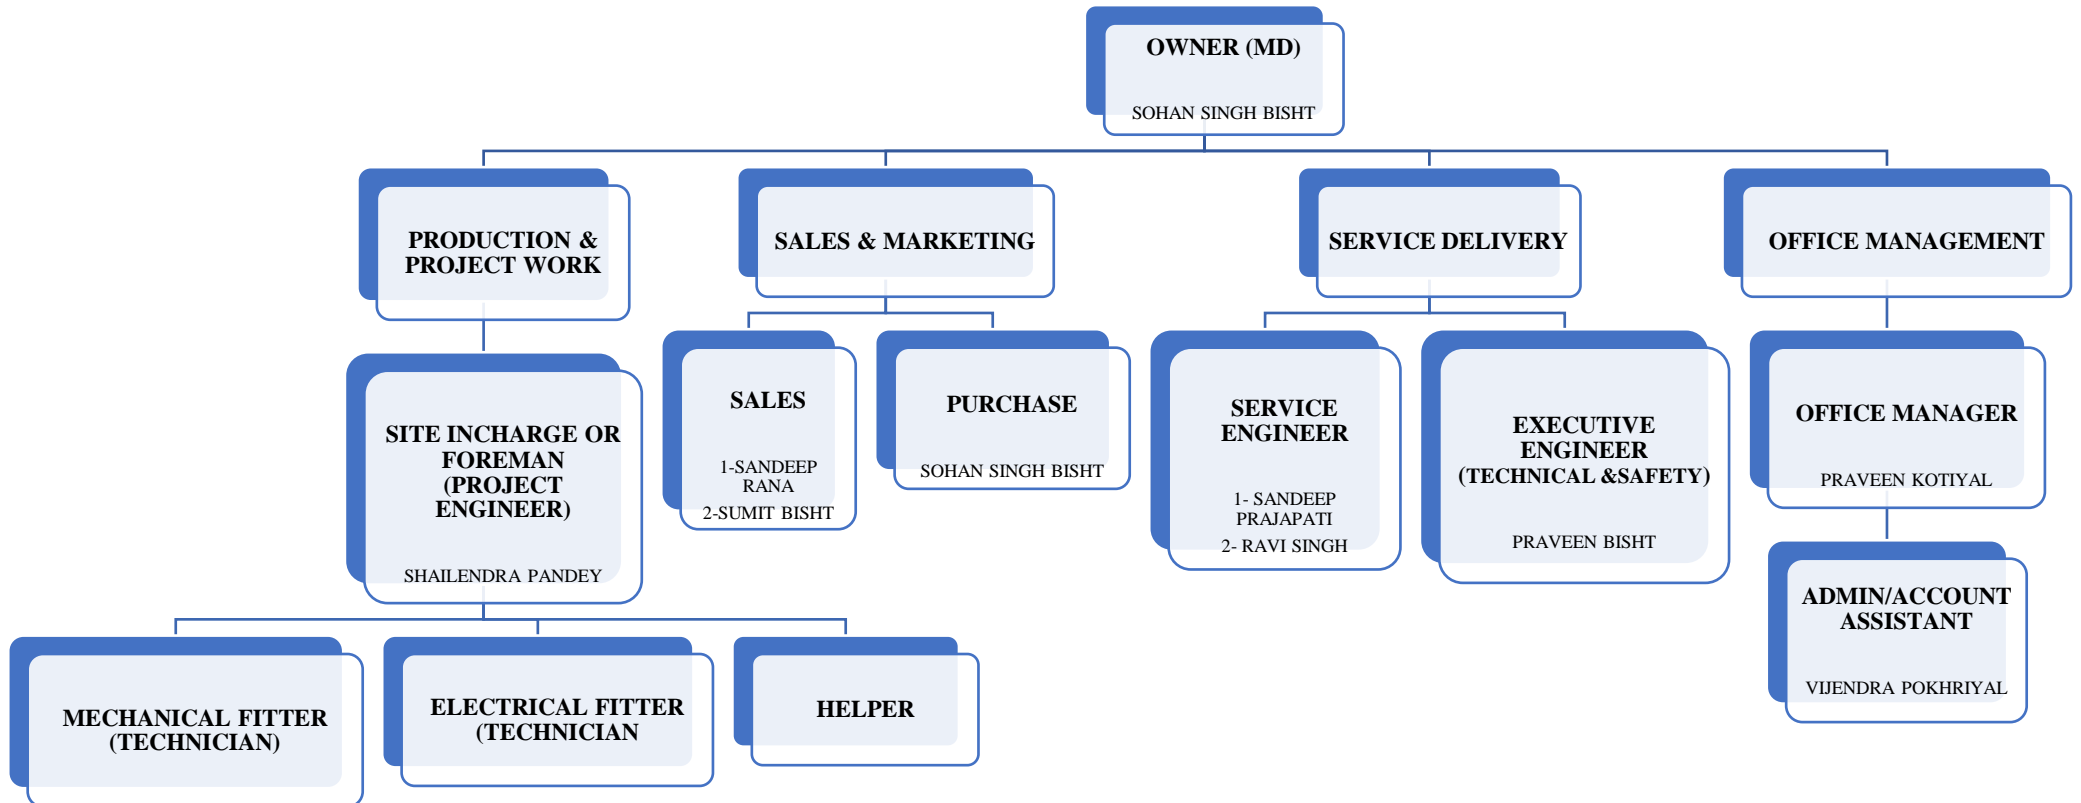 OWNER (MD)
SOHAN SINGH BISHT
PRODUCTION &
PROJECT WORK
SALES & MARKETING
SERVICE DELIVERY
OFFICE MANAGEMENT
SITE INCHARGE OR
FOREMAN
(PROJECT
ENGINEER)
SHAILENDRA PANDEY
SALES
1-SANDEEP
RANA
2-SUMIT BISHT
PURCHASE
SOHAN SINGH BISHT
SERVICE
ENGINEER
1- SANDEEP
PRAJAPATI
2- RAVI SINGH
EXECUTIVE
ENGINEER
(TECHNICAL &SAFETY)
PRAVEEN BISHT
OFFICE MANAGER
PRAVEEN KOTIYAL
ADMIN/ACCOUNT
ASSISTANT
VIJENDRA POKHRIYAL
MECHANICAL FITTER
(TECHNICIAN)
ELECTRICAL FITTER
(TECHNICIAN
HELPER